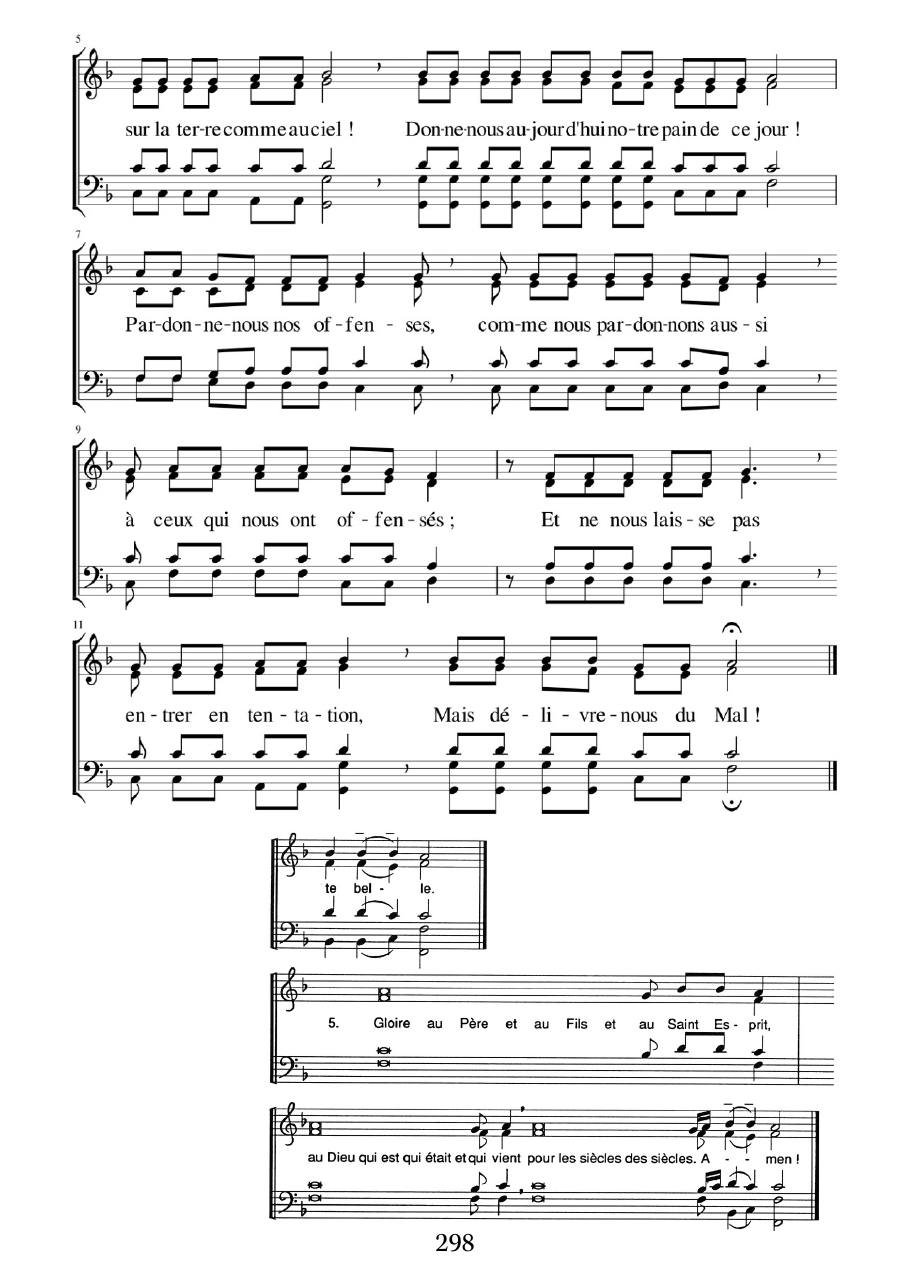 5
sur la ter-re comme au ciel ! Don-ne-nous au-jour d'hui no-tre pain de ce jour !
7
Par-don-ne-nous nos of-fen-ses, com-me nous par-don-nons aus-si
9
à ceux qui nous ont of-fen-sés ; Et ne nous lais-se pas
11
en-trer en ten-ta-tion, Mais dé-li-vre-nous du Mal !
te bel-le.
5. Gloire au Père et au Fils et au Saint Es-prit,
au Dieu qui est qui était et qui vient pour les siècles des siècles. A--men !
298